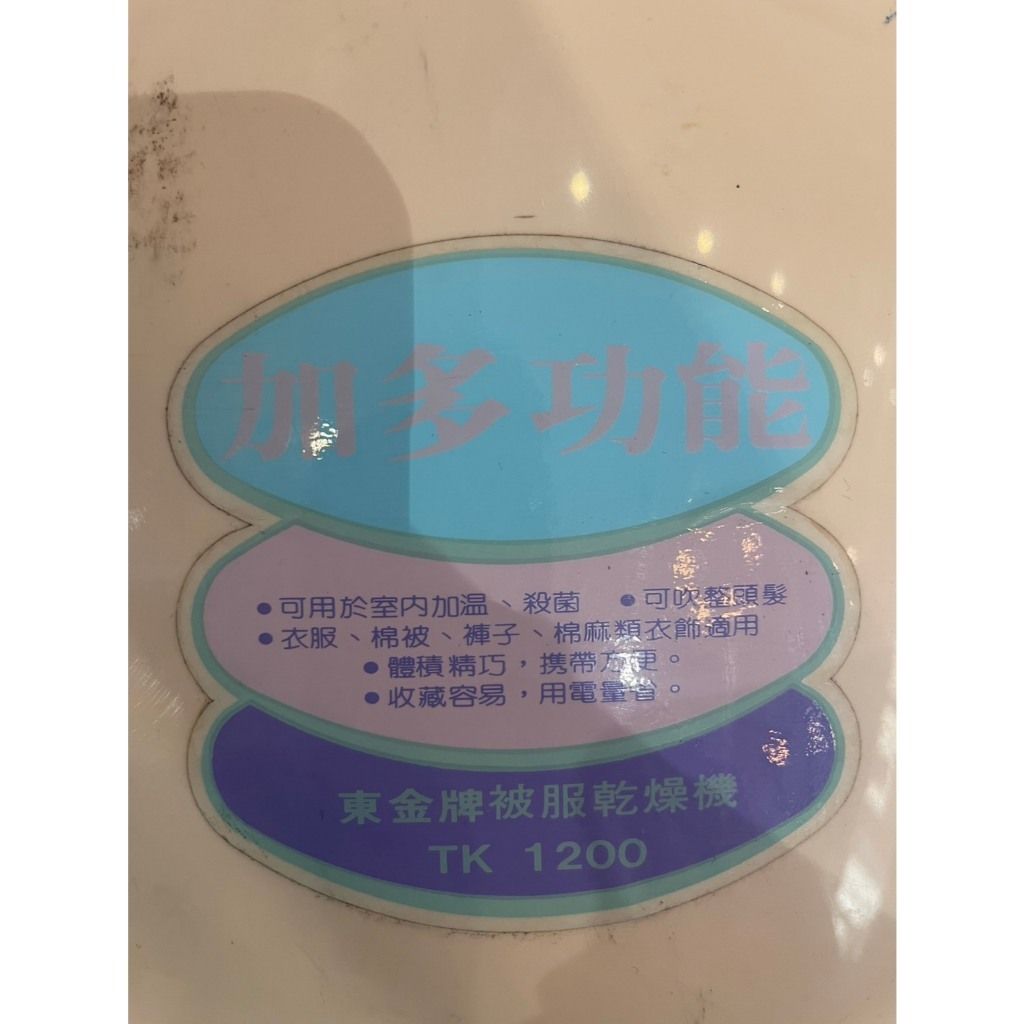 加多功能
●可用於室內加温、殺菌 ●可吹整頭髮
●衣服、棉被、褲子、棉麻類衣飾適用
●體積精巧，携帶方便。
●收藏容易，用電量省。
東金牌被服乾燥機
TK 1200